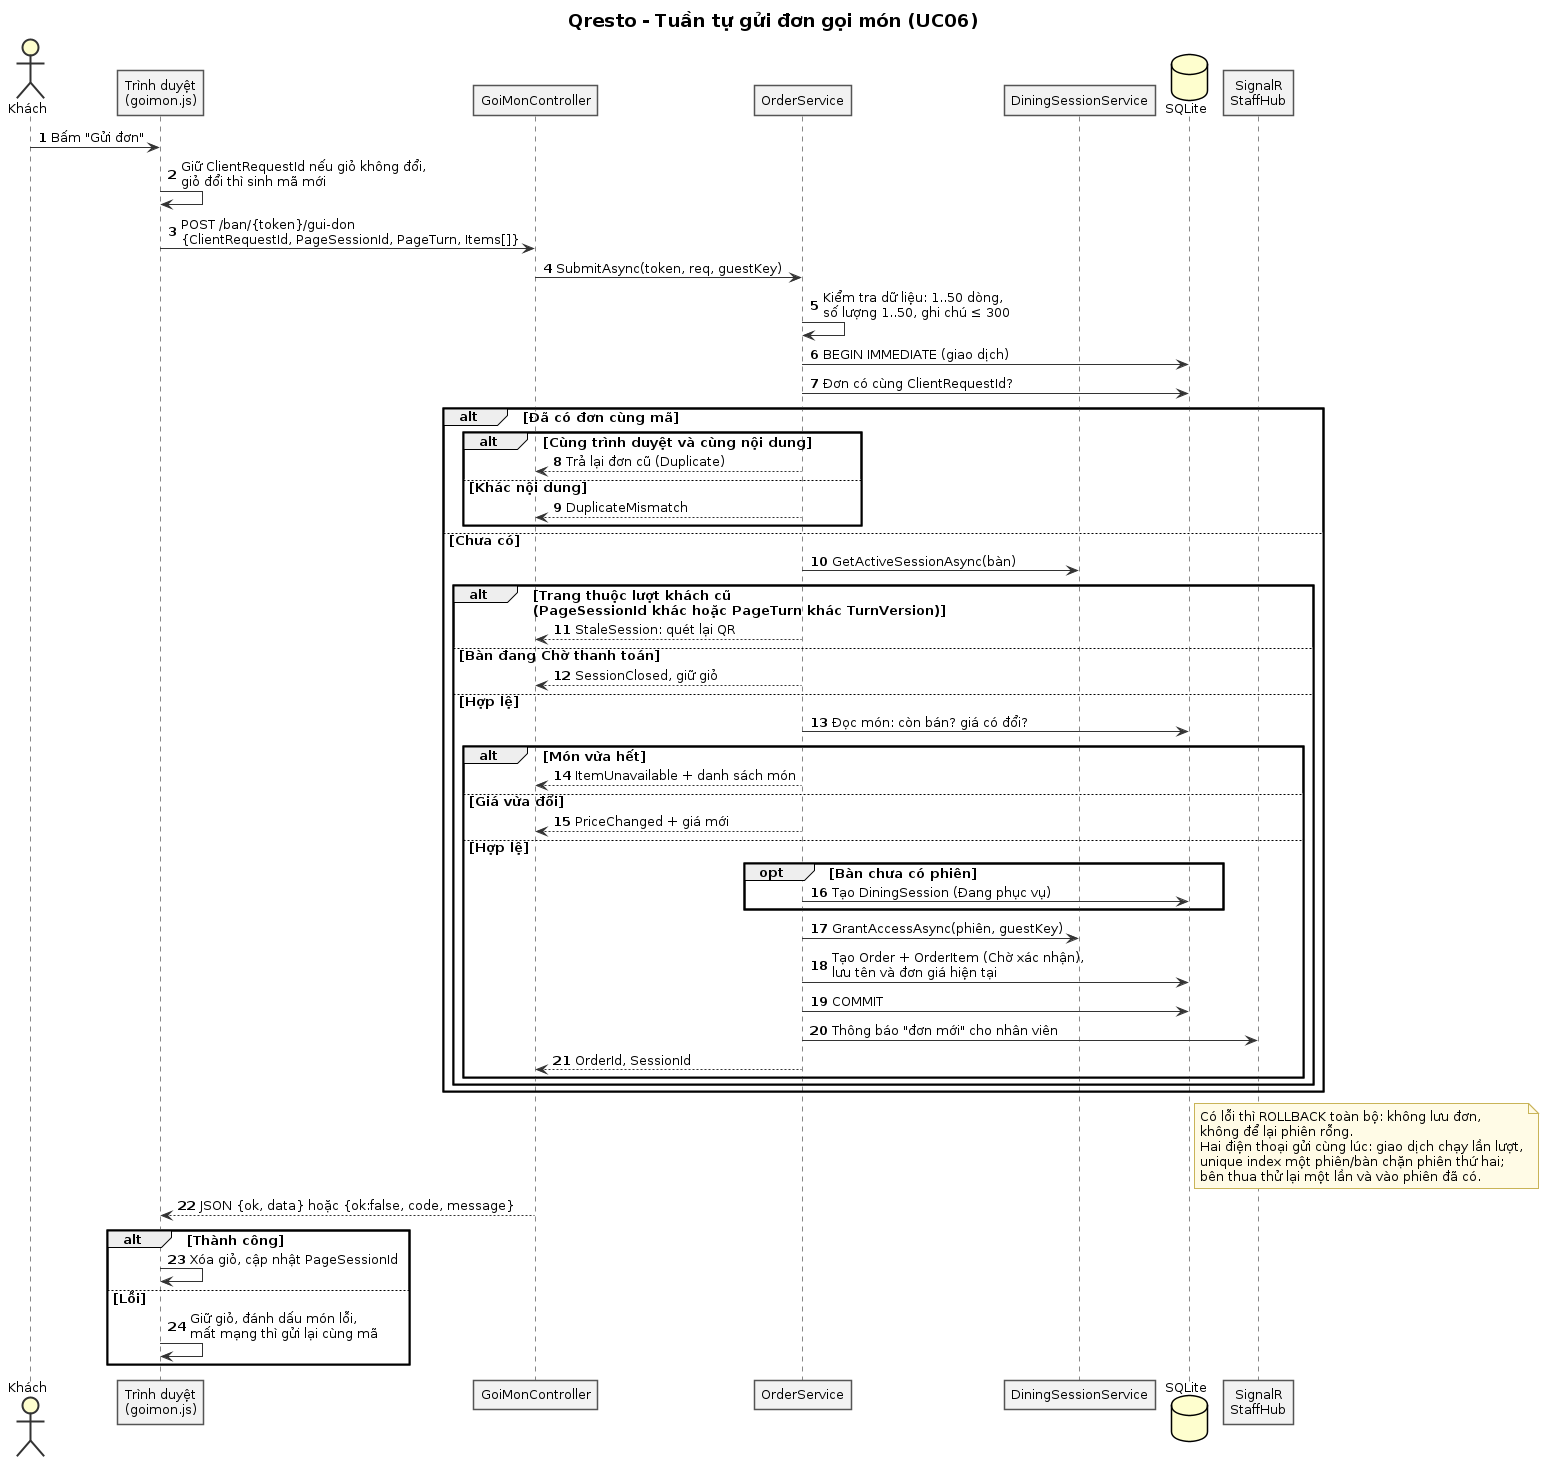 Qresto - Tuần tự gửi đơn gọi món (UC06)
Khách
Trình duyệt
(goimon.js)
GoiMonController
OrderService
DiningSessionService
SQLite
SignalR
StaffHub
1 Bấm "Gửi đơn"
2 Giữ ClientRequestId nếu giỏ không đổi,
giỏ đổi thì sinh mã mới
3 POST /ban/{token}/gui-don
{ClientRequestId, PageSessionId, PageTurn, Items[]}
4 SubmitAsync(token, req, guestKey)
5 Kiểm tra dữ liệu: 1..50 dòng,
số lượng 1..50, ghi chú ≤ 300
6 BEGIN IMMEDIATE (giao dịch)
7 Đơn có cùng ClientRequestId?
alt [Đã có đơn cùng mã]
alt [Cùng trình duyệt và cùng nội dung]
8 Trả lại đơn cũ (Duplicate)
[Khác nội dung]
9 DuplicateMismatch
[Chưa có]
10 GetActiveSessionAsync(bàn)
alt [Trang thuộc lượt khách cũ
(PageSessionId khác hoặc PageTurn khác TurnVersion)]
11 StaleSession: quét lại QR
[Bàn đang Chờ thanh toán]
12 SessionClosed, giữ giỏ
[Hợp lệ]
13 Đọc món: còn bán? giá có đổi?
alt [Món vừa hết]
14 ItemUnavailable + danh sách món
[Giá vừa đổi]
15 PriceChanged + giá mới
[Hợp lệ]
opt [Bàn chưa có phiên]
16 Tạo DiningSession (Đang phục vụ)
17 GrantAccessAsync(phiên, guestKey)
18 Tạo Order + OrderItem (Chờ xác nhận),
lưu tên và đơn giá hiện tại
19 COMMIT
20 Thông báo "đơn mới" cho nhân viên
21 OrderId, SessionId
Có lỗi thì ROLLBACK toàn bộ: không lưu đơn,
không để lại phiên rỗng.
Hai điện thoại gửi cùng lúc: giao dịch chạy lần lượt,
unique index một phiên/bàn chặn phiên thứ hai;
bên thua thử lại một lần và vào phiên đã có.
22 JSON {ok, data} hoặc {ok:false, code, message}
alt [Thành công]
23 Xóa giỏ, cập nhật PageSessionId
[Lỗi]
24 Giữ giỏ, đánh dấu món lỗi,
mất mạng thì gửi lại cùng mã
Khách
Trình duyệt
(goimon.js)
GoiMonController
OrderService
DiningSessionService
SQLite
SignalR
StaffHub